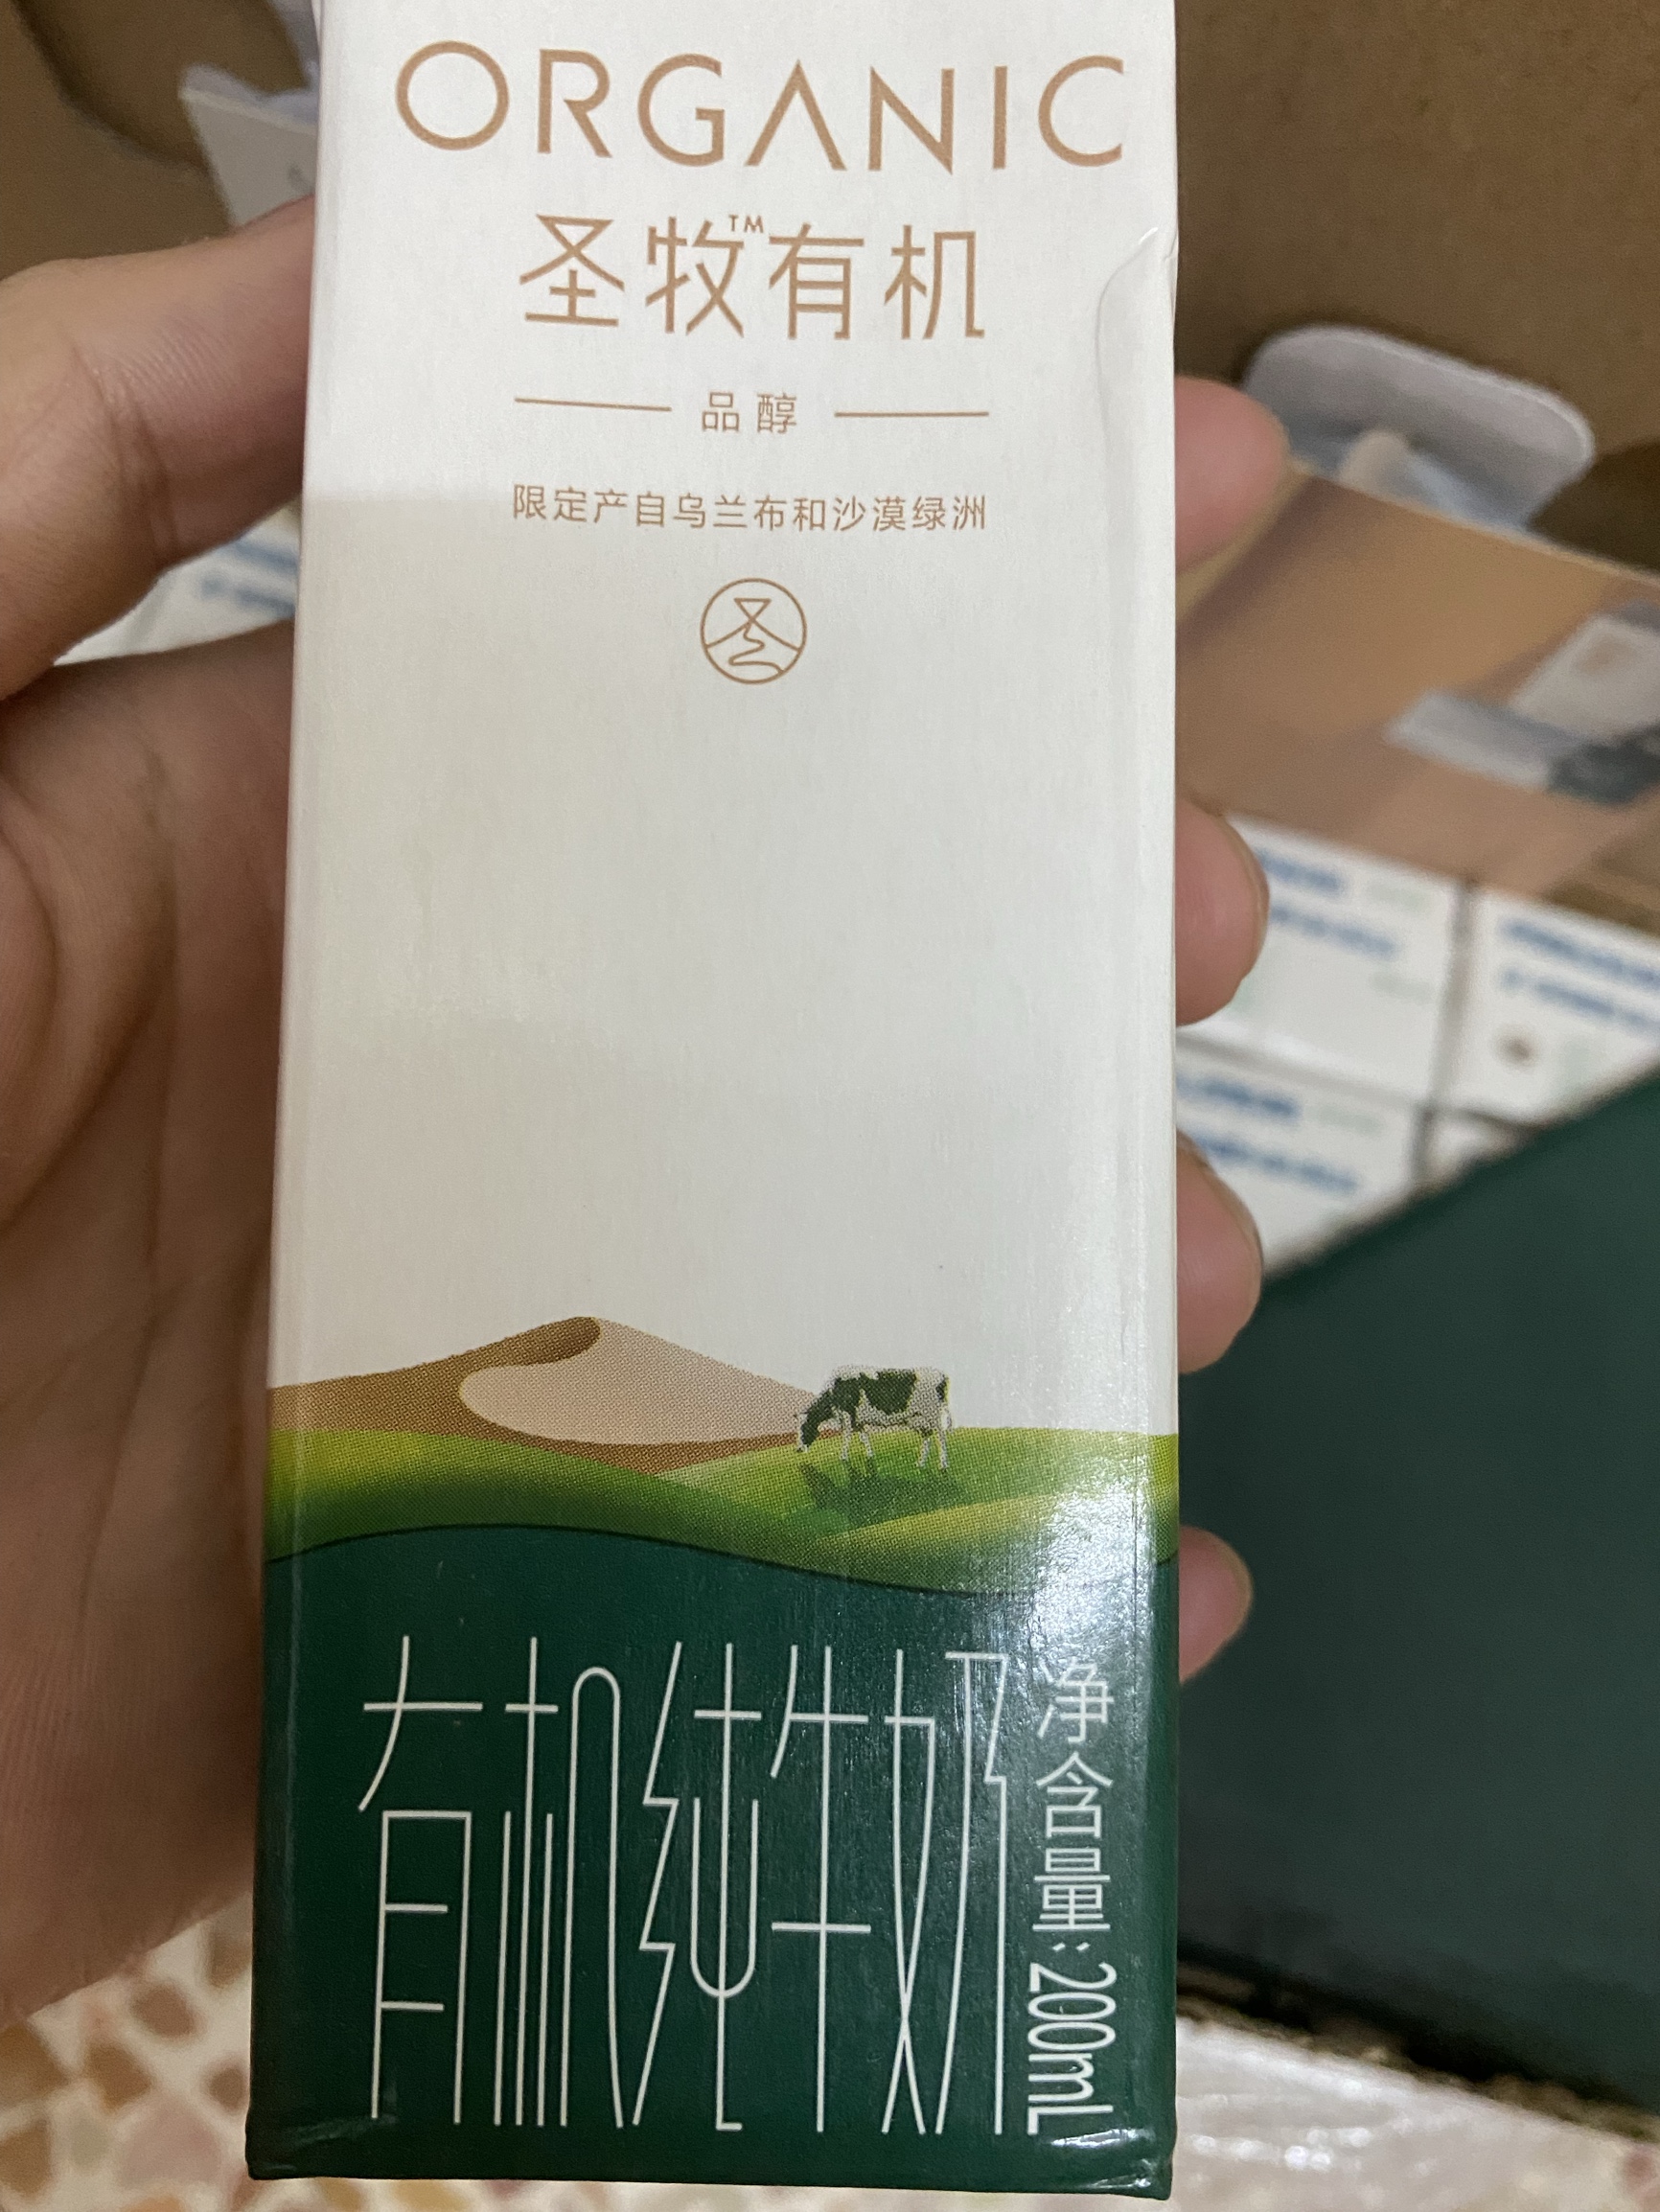 ORGANIC
圣牧™有机
品醇
限定产自乌兰布和沙漠绿洲
圣
有机纯牛奶
净含量：200mL